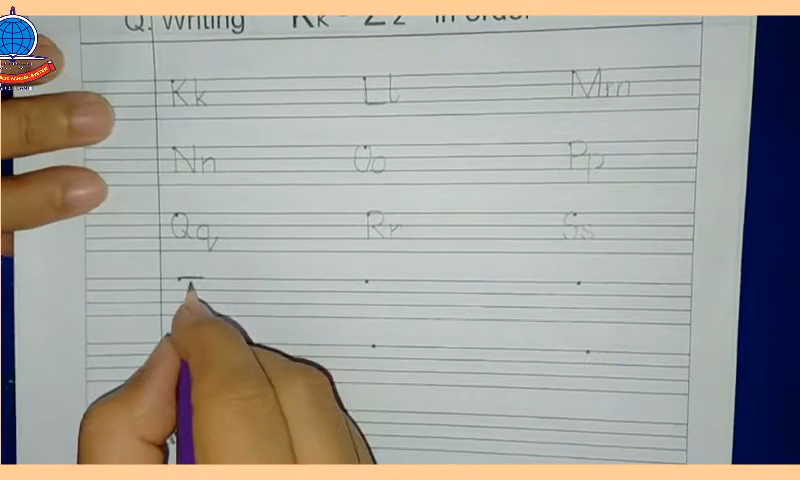 Q. Writing Kk - Zz in order
Kk Ll Mm
Nn Oo Pp
Qq Rr Ss